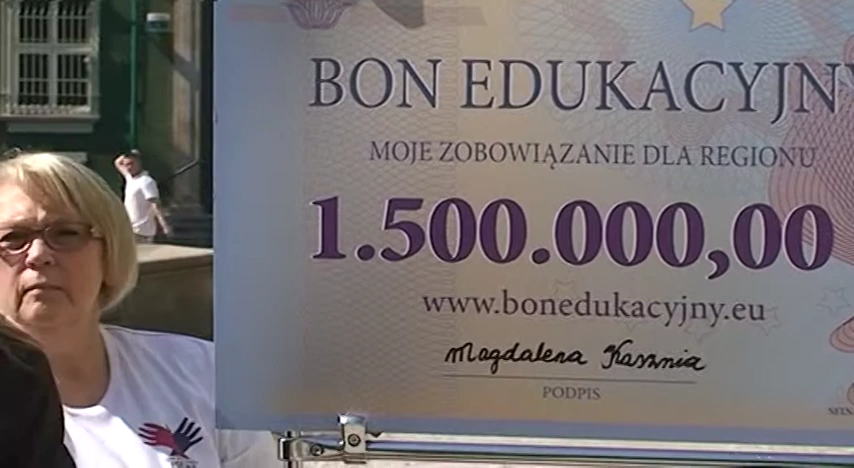 BON EDUKACYJNY
MOJE ZOBOWIĄZANIE DLA REGIONU
1.500.000,00
www.bonedukacyjny.eu
Magdalena Kasznia
PODPIS